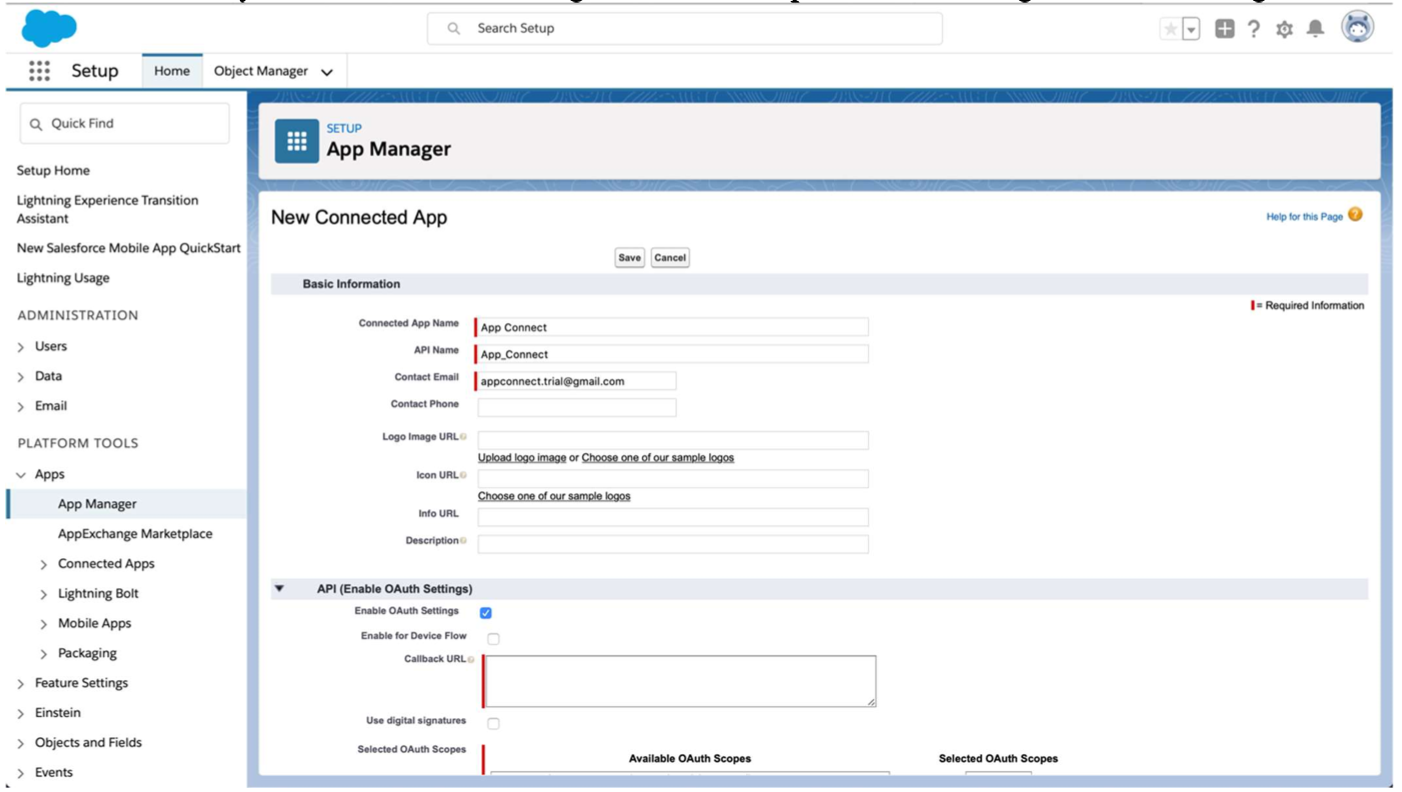 Search Setup
Setup
Home
Object Manager
Quick Find
Setup Home
Lightning Experience Transition
Assistant
New Salesforce Mobile App QuickStart
Lightning Usage
ADMINISTRATION
Users
Data
Email
PLATFORM TOOLS
Apps
App Manager
AppExchange Marketplace
Connected Apps
Lightning Bolt
Mobile Apps
Packaging
Feature Settings
Einstein
Objects and Fields
Events
SETUP
App Manager
New Connected App
Help for this Page ?
Save Cancel
Basic Information
= Required Information
Connected App Name App Connect
API Name App_Connect
Contact Email appconnect.trial@gmail.com
Contact Phone
Logo Image URL
Upload logo image or Choose one of our sample logos
Icon URL
Choose one of our sample logos
Info URL
Description
API (Enable OAuth Settings)
Enable OAuth Settings
Enable for Device Flow
Callback URL
Use digital signatures
Selected OAuth Scopes
Available OAuth Scopes Selected OAuth Scopes